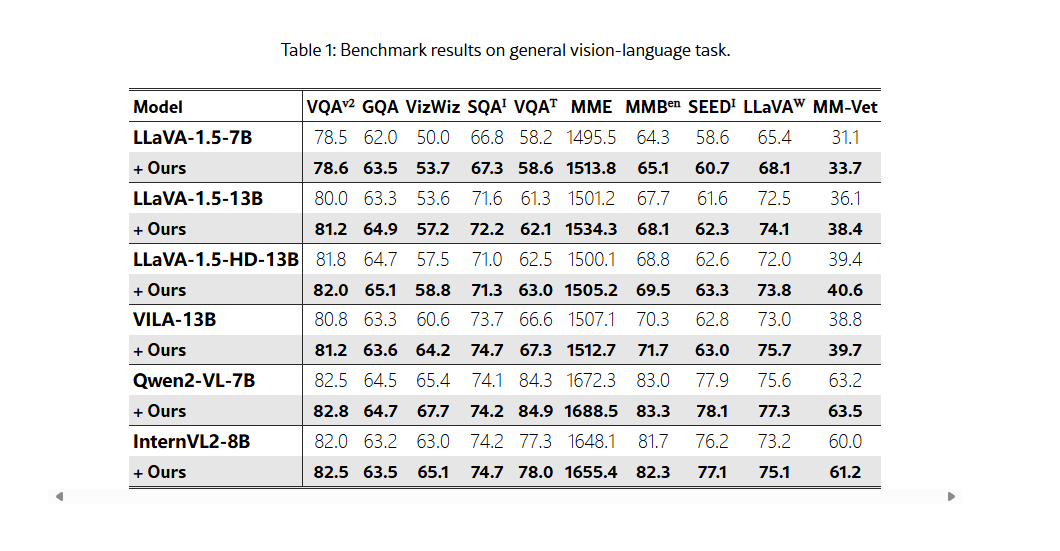 Table 1: Benchmark results on general vision-language task.
Model VQAᵛ² GQA VizWiz SQAᴵ VQAᵀ MME MMBᵉⁿ SEEDᴵ LLaVAᵂ MM-Vet
LLaVA-1.5-7B 78.5 62.0 50.0 66.8 58.2 1495.5 64.3 58.6 65.4 31.1
+ Ours 78.6 63.5 53.7 67.3 58.6 1513.8 65.1 60.7 68.1 33.7
LLaVA-1.5-13B 80.0 63.3 53.6 71.6 61.3 1501.2 67.7 61.6 72.5 36.1
+ Ours 81.2 64.9 57.2 72.2 62.1 1534.3 68.1 62.3 74.1 38.4
LLaVA-1.5-HD-13B 81.8 64.7 57.5 71.0 62.5 1500.1 68.8 62.6 72.0 39.4
+ Ours 82.0 65.1 58.8 71.3 63.0 1505.2 69.5 63.3 73.8 40.6
VILA-13B 80.8 63.3 60.6 73.7 66.6 1507.1 70.3 62.8 73.0 38.8
+ Ours 81.2 63.6 64.2 74.7 67.3 1512.7 71.7 63.0 75.7 39.7
Qwen2-VL-7B 82.5 64.5 65.4 74.1 84.3 1672.3 83.0 77.9 75.6 63.2
+ Ours 82.8 64.7 67.7 74.2 84.9 1688.5 83.3 78.1 77.3 63.5
InternVL2-8B 82.0 63.2 63.0 74.2 77.3 1648.1 81.7 76.2 73.2 60.0
+ Ours 82.5 63.5 65.1 74.7 78.0 1655.4 82.3 77.1 75.1 61.2